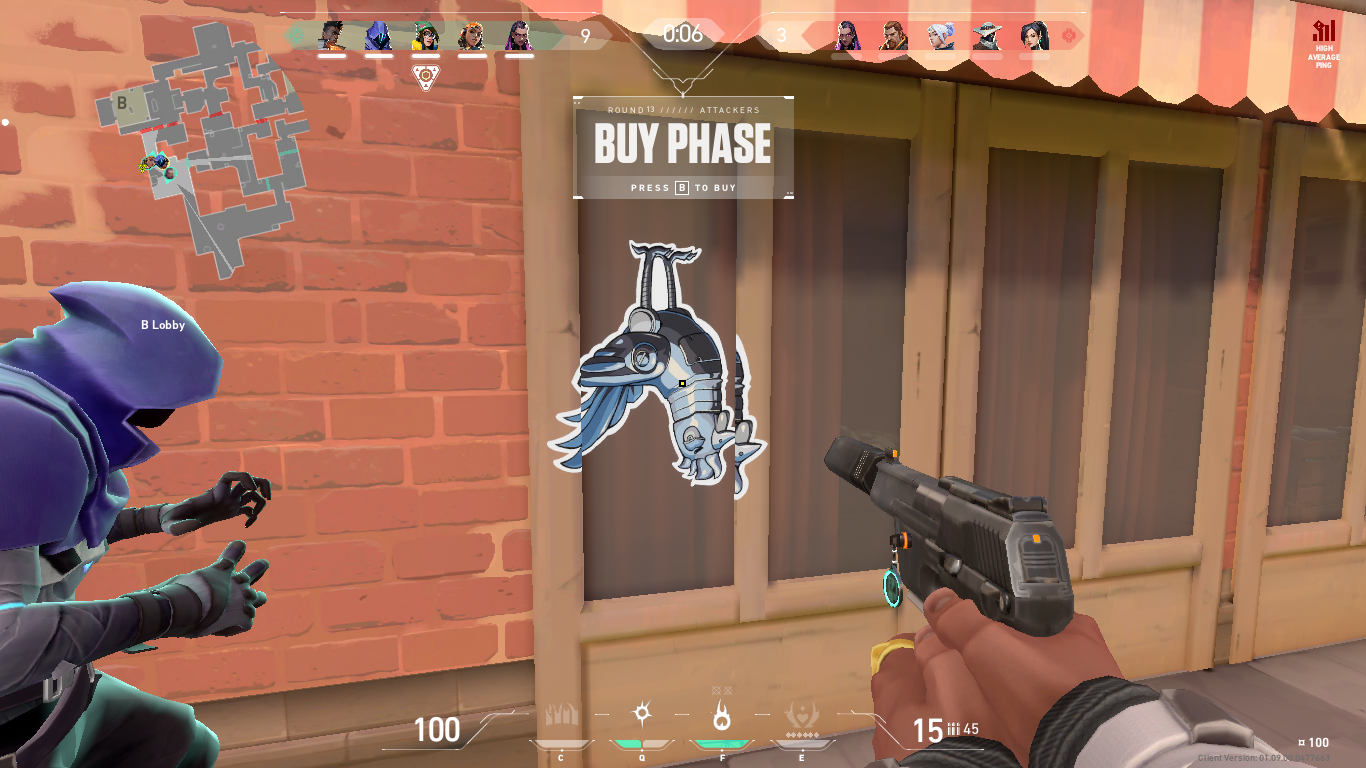 9
0:06
3
HIGH
AVERAGE
PING
B
ROUND 13 ////// ATTACKERS
BUY PHASE
PRESS B TO BUY
B Lobby
100
15 45
C
Q
F
E
¤ 100